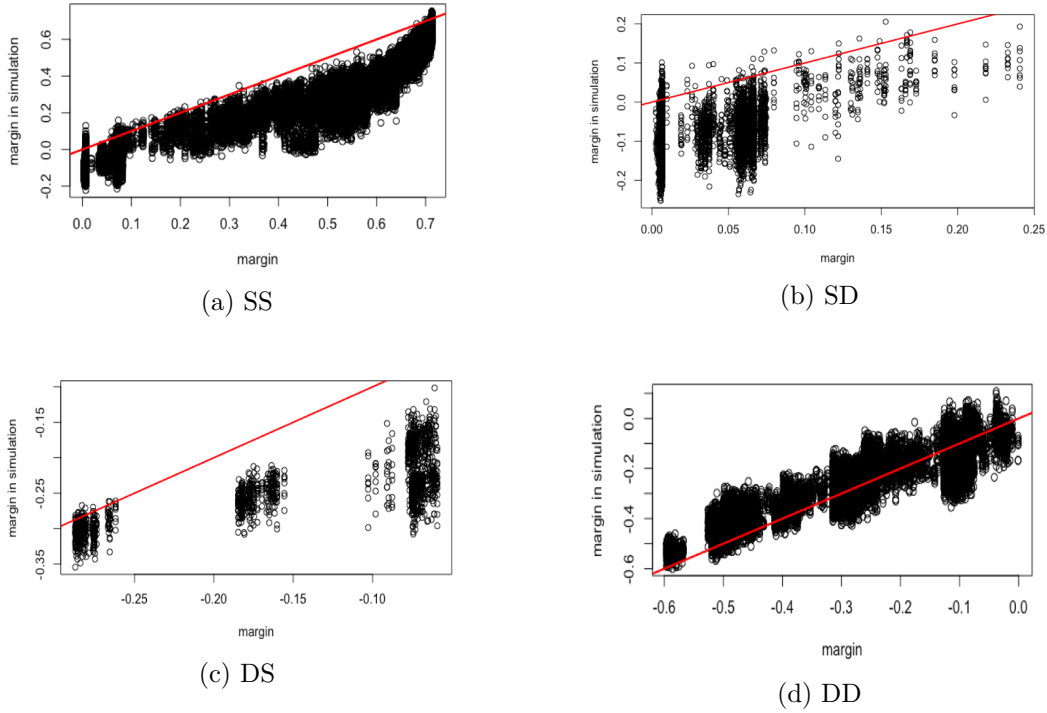 margin in simulation
0.6
0.4
0.2
0.0
-0.2
0.0 0.1 0.2 0.3 0.4 0.5 0.6 0.7
margin
(a) SS
margin in simulation
0.2
0.1
0.0
-0.1
-0.2
0.00 0.05 0.10 0.15 0.20 0.25
margin
(b) SD
margin in simulation
-0.15
-0.25
-0.35
-0.25 -0.20 -0.15 -0.10
margin
(c) DS
margin in simulation
0.0
-0.2
-0.4
-0.6
-0.6 -0.5 -0.4 -0.3 -0.2 -0.1 0.0
margin
(d) DD